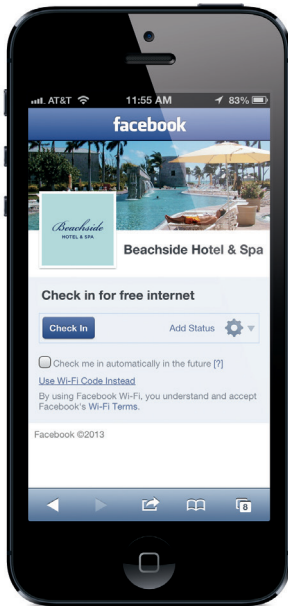 AT&T 11:55 AM 83%
facebook
Beachside
HOTEL & SPA
Beachside Hotel & Spa
Check in for free internet
Check In Add Status
Check me in automatically in the future [?]
Use Wi-Fi Code Instead
By using Facebook Wi-Fi, you understand and accept
Facebook's Wi-Fi Terms.
Facebook ©2013
8